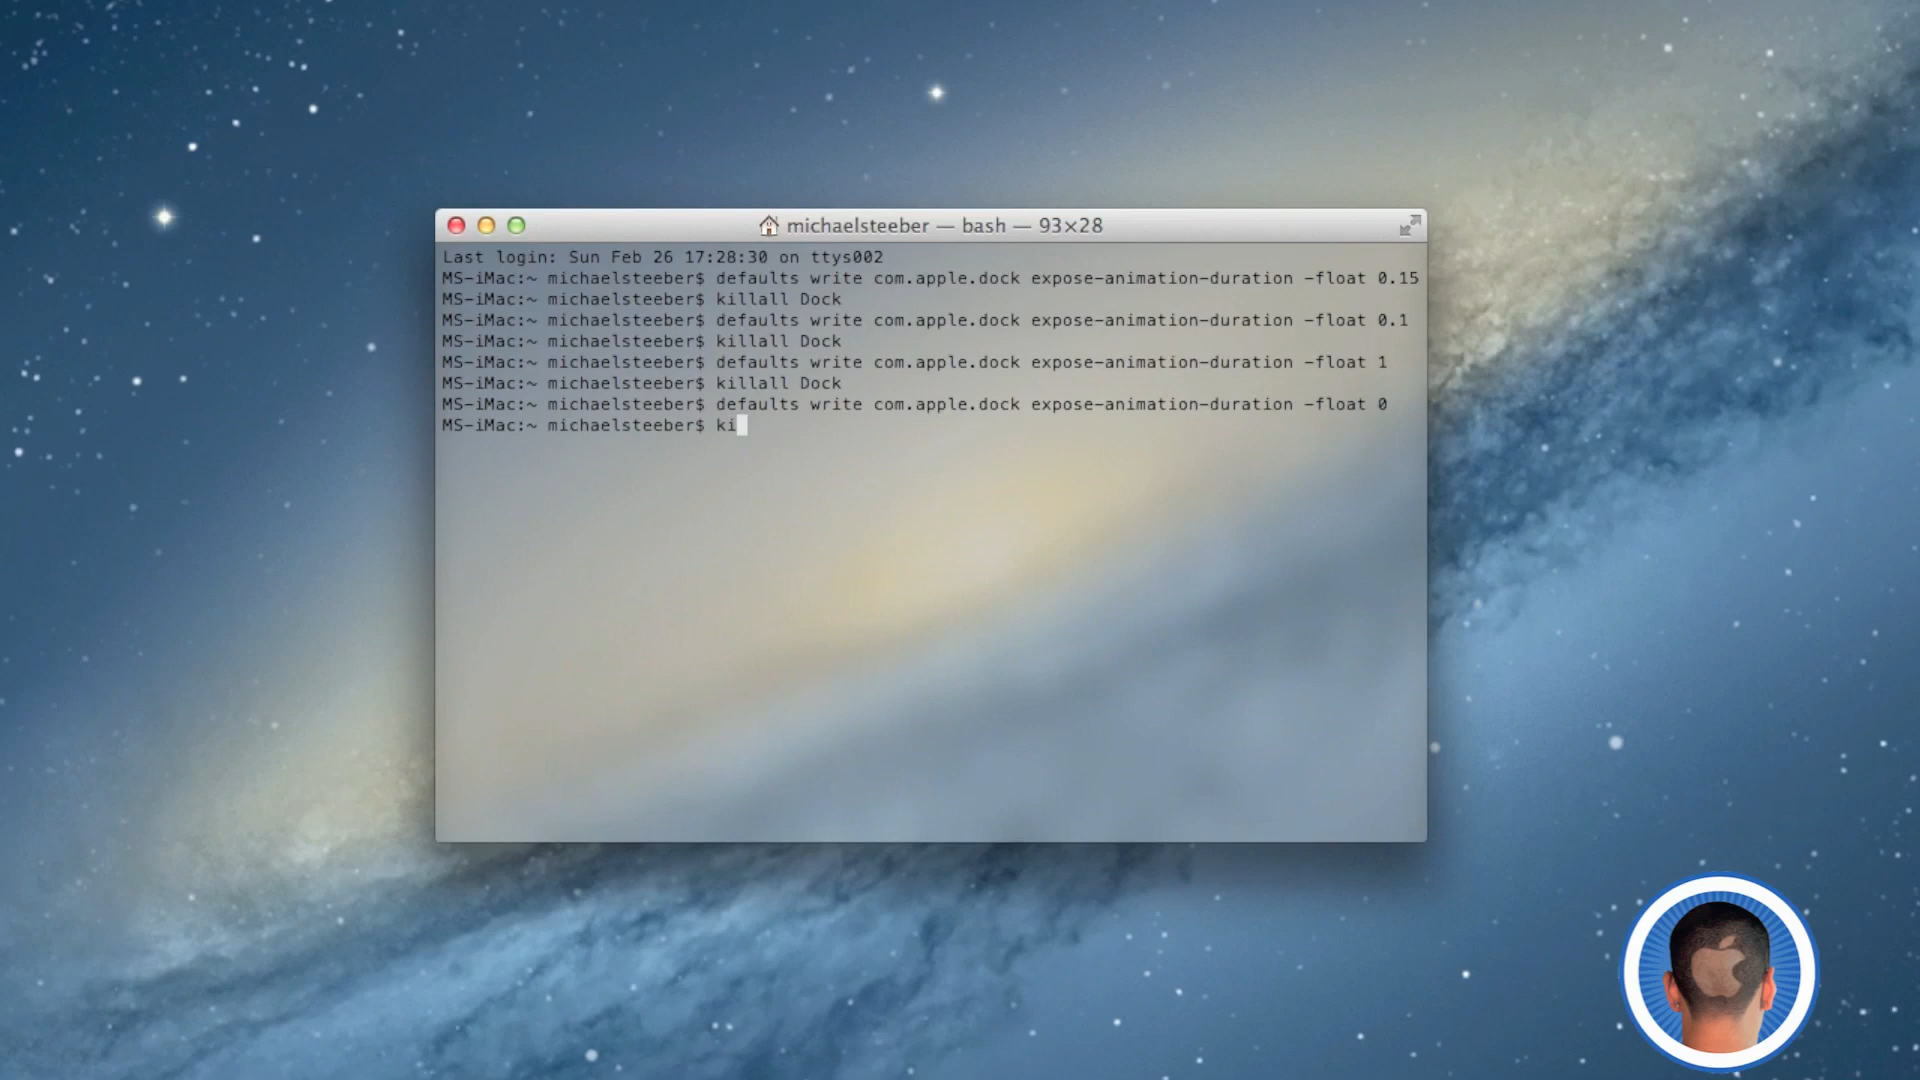 michaelsteeber — bash — 93×28
Last login: Sun Feb 26 17:28:30 on ttys002
MS-iMac:~ michaelsteeber$ defaults write com.apple.dock expose-animation-duration -float 0.15
MS-iMac:~ michaelsteeber$ killall Dock
MS-iMac:~ michaelsteeber$ defaults write com.apple.dock expose-animation-duration -float 0.1
MS-iMac:~ michaelsteeber$ killall Dock
MS-iMac:~ michaelsteeber$ defaults write com.apple.dock expose-animation-duration -float 1
MS-iMac:~ michaelsteeber$ killall Dock
MS-iMac:~ michaelsteeber$ defaults write com.apple.dock expose-animation-duration -float 0
MS-iMac:~ michaelsteeber$ ki